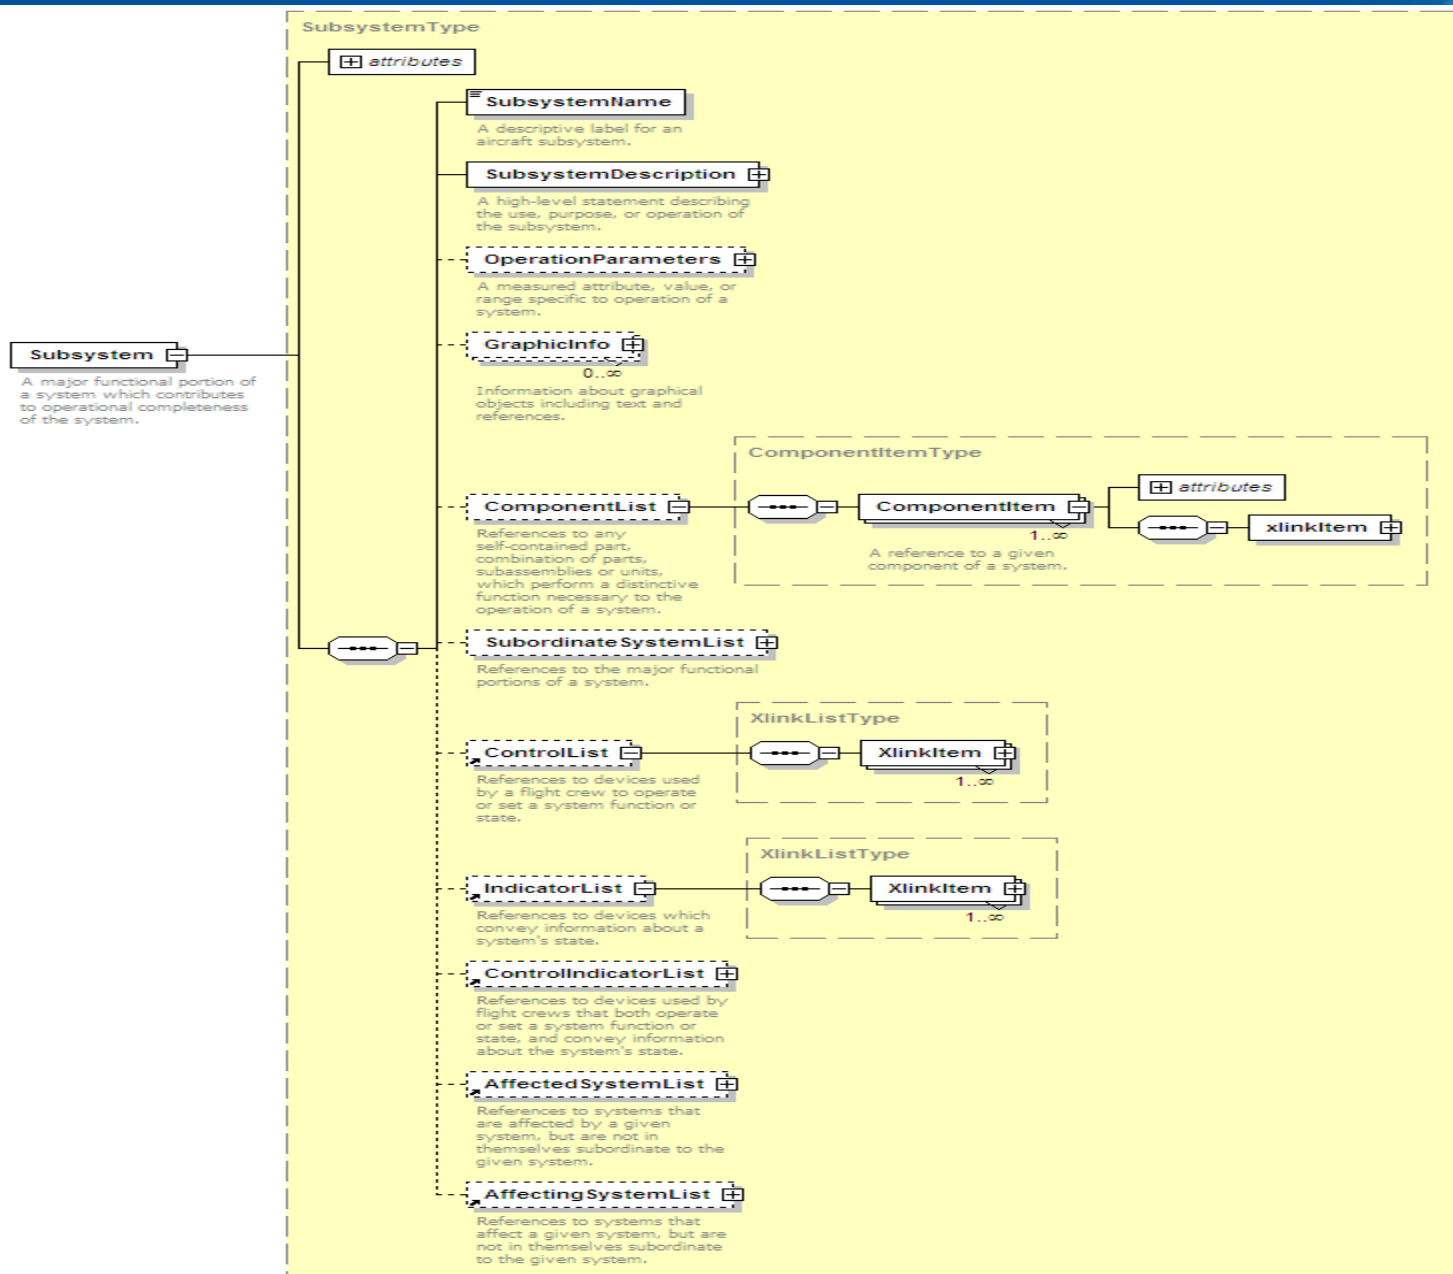 SubsystemType
attributes
SubsystemName
A descriptive label for an
aircraft subsystem.
SubsystemDescription
A high-level statement describing
the use, purpose, or operation of
the subsystem.
OperationParameters
A measured attribute, value, or
range specific to operation of a
system.
Subsystem
A major functional portion of
a system which contributes
to operational completeness
of the system.
GraphicInfo
0..∞
Information about graphical
objects including text and
references.
ComponentItemType
ComponentList
References to any
self-contained part,
combination of parts,
subassemblies or units,
which perform a distinctive
function necessary to the
operation of a system.
ComponentItem
1..∞
A reference to a given
component of a system.
attributes
xlinkItem
SubordinateSystemList
References to the major functional
portions of a system.
XlinkListType
ControlList
References to devices used
by a flight crew to operate
or set a system function or
state.
XlinkItem
1..∞
XlinkListType
IndicatorList
References to devices which
convey information about a
system's state.
XlinkItem
1..∞
ControlIndicatorList
References to devices used by
flight crews that both operate
or set a system function or
state, and convey information
about the system's state.
AffectedSystemList
References to systems that
are affected by a given
system, but are not in
themselves subordinate to the
given system.
AffectingSystemList
References to systems that
affect a given system, but are
not in themselves subordinate
to the given system.